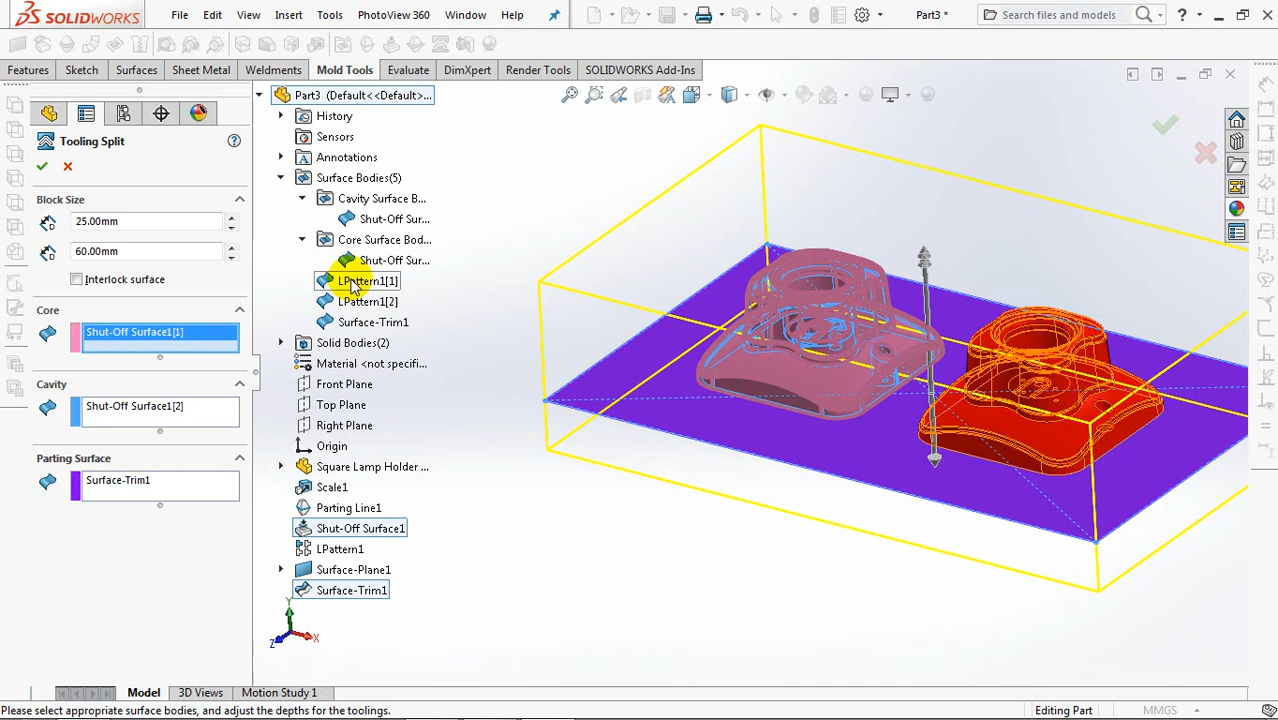 SOLIDWORKS File Edit View Insert Tools PhotoView 360 Window Help Part3 * Search files and models ?
Features Sketch Surfaces Sheet Metal Weldments Mold Tools Evaluate DimXpert Render Tools SOLIDWORKS Add-Ins
Tooling Split ?
Block Size
25.00mm
60.00mm
Interlock surface
Core
Shut-Off Surface1[1]
Cavity
Shut-Off Surface1[2]
Parting Surface
Surface-Trim1
Part3 (Default<<Default>...
History
Sensors
Annotations
Surface Bodies(5)
Cavity Surface B...
Shut-Off Sur...
Core Surface Bod...
Shut-Off Sur...
LPattern1[1]
LPattern1[2]
Surface-Trim1
Solid Bodies(2)
Material <not specifi...
Front Plane
Top Plane
Right Plane
Origin
Square Lamp Holder ...
Scale1
Parting Line1
Shut-Off Surface1
LPattern1
Surface-Plane1
Surface-Trim1
Y
Z
X
Model 3D Views Motion Study 1
Please select appropriate surface bodies, and adjust the depths for the toolings. Editing Part MMGS